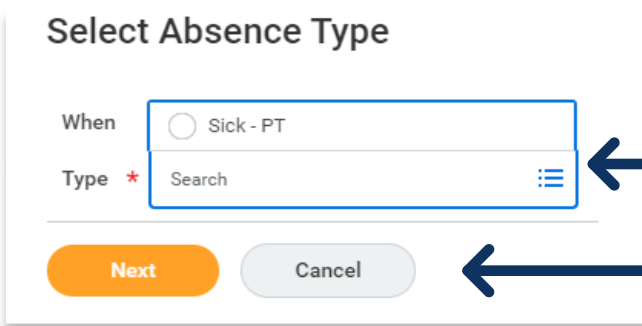 Select Absence Type
When
Sick - PT
Type *
Search
Next
Cancel